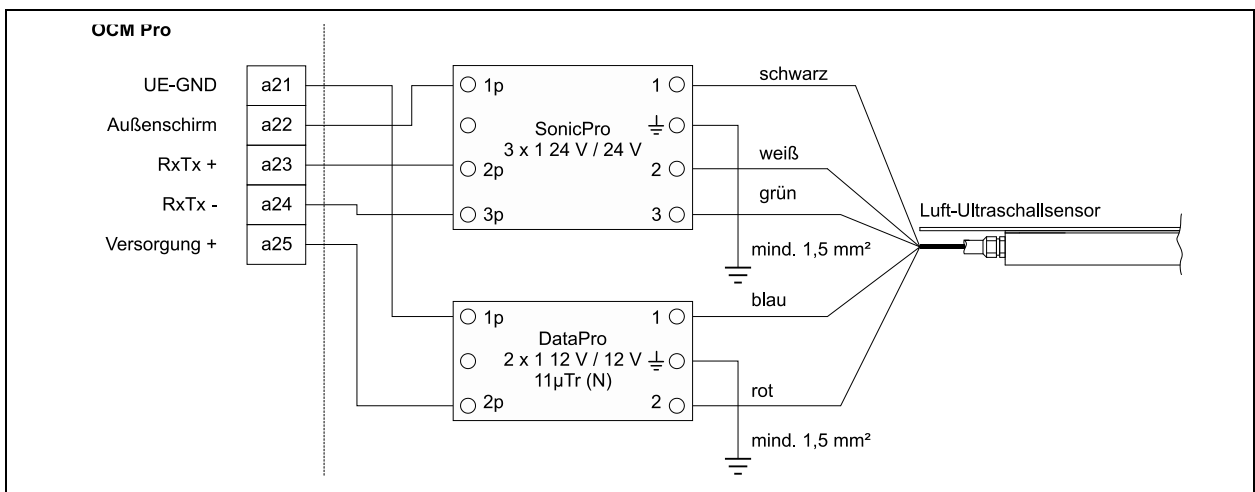 OCM Pro
UE-GND a21
Außenschirm a22
RxTx + a23
RxTx - a24
Versorgung + a25
1p 1
SonicPro
3 x 1 24 V / 24 V
2p 2
3p 3
schwarz
weiß
grün
mind. 1,5 mm²
Luft-Ultraschallsensor
blau
1p 1
DataPro
2 x 1 12 V / 12 V
11µTr (N)
2p 2
rot
mind. 1,5 mm²